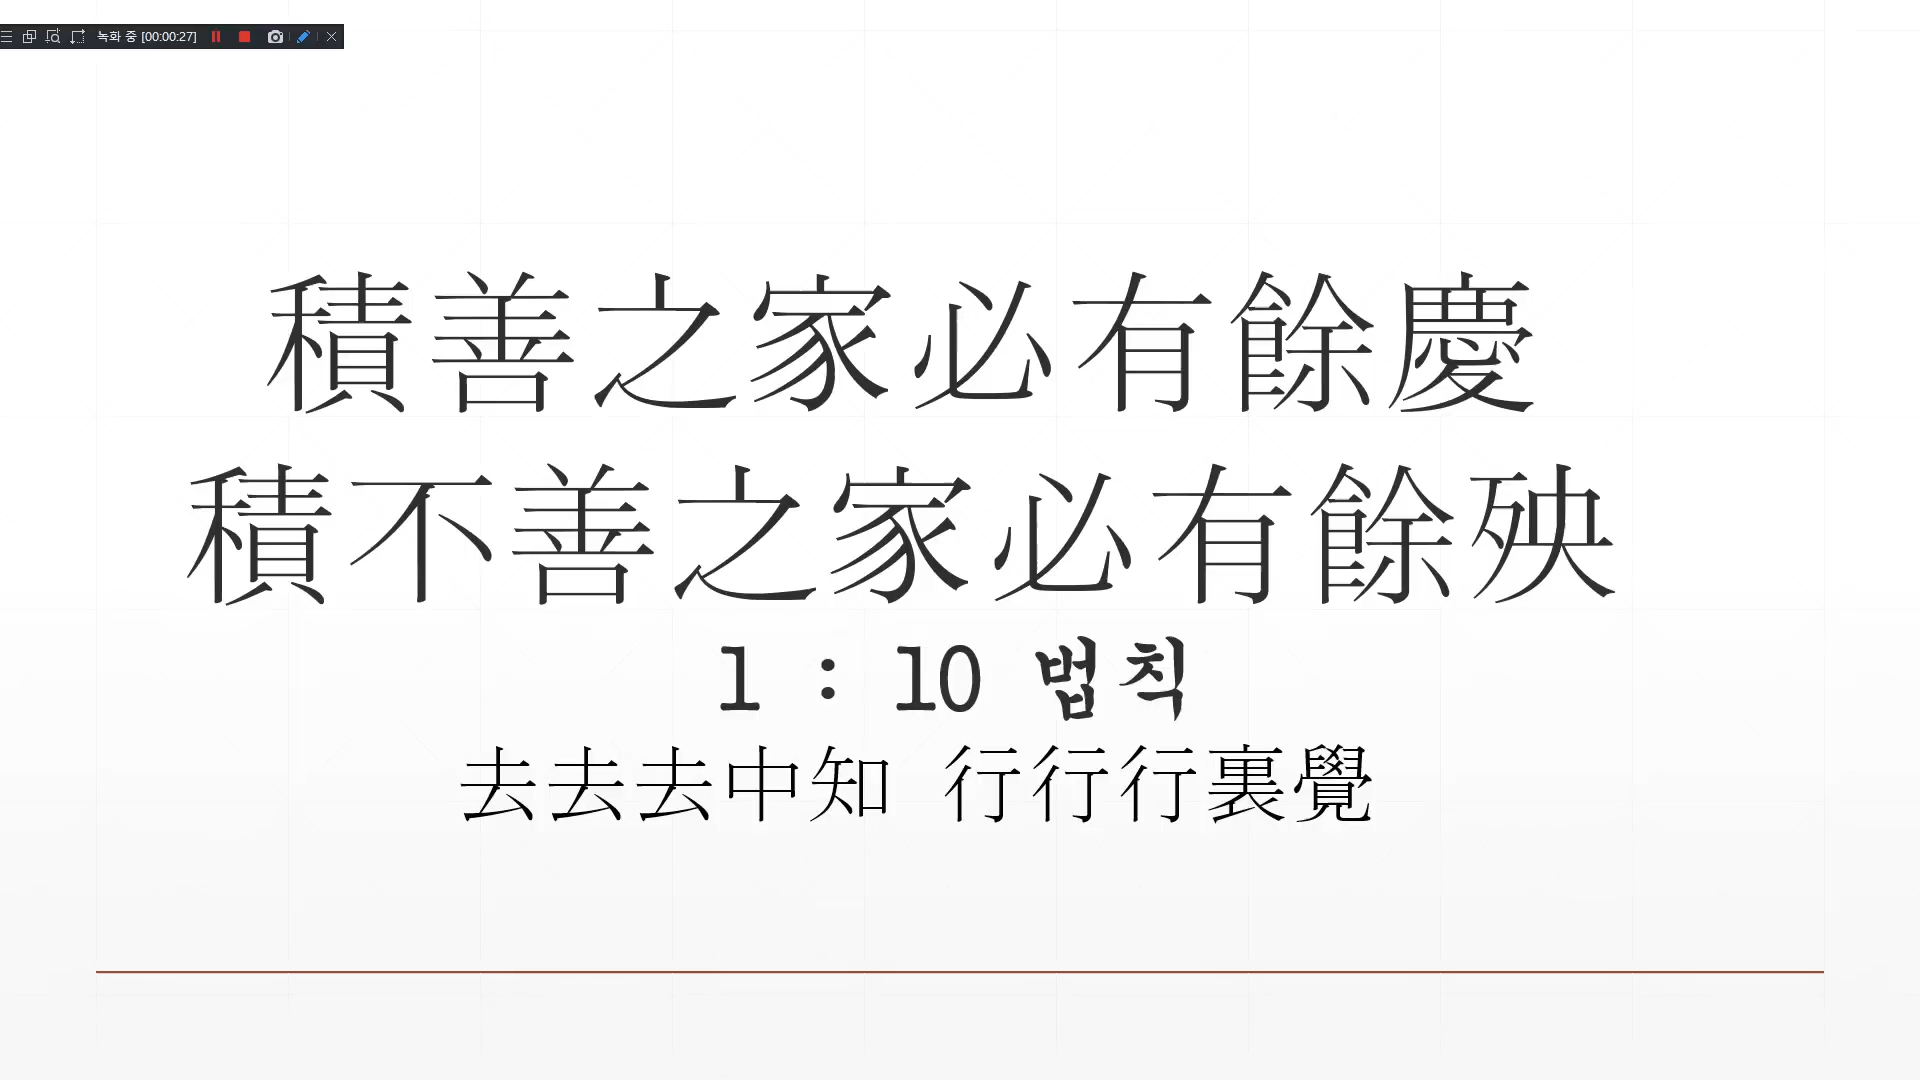 녹화 중 [00:00:27]
積善之家必有餘慶
積不善之家必有餘殃
1 : 10 법칙
去去去中知 行行行裏覺